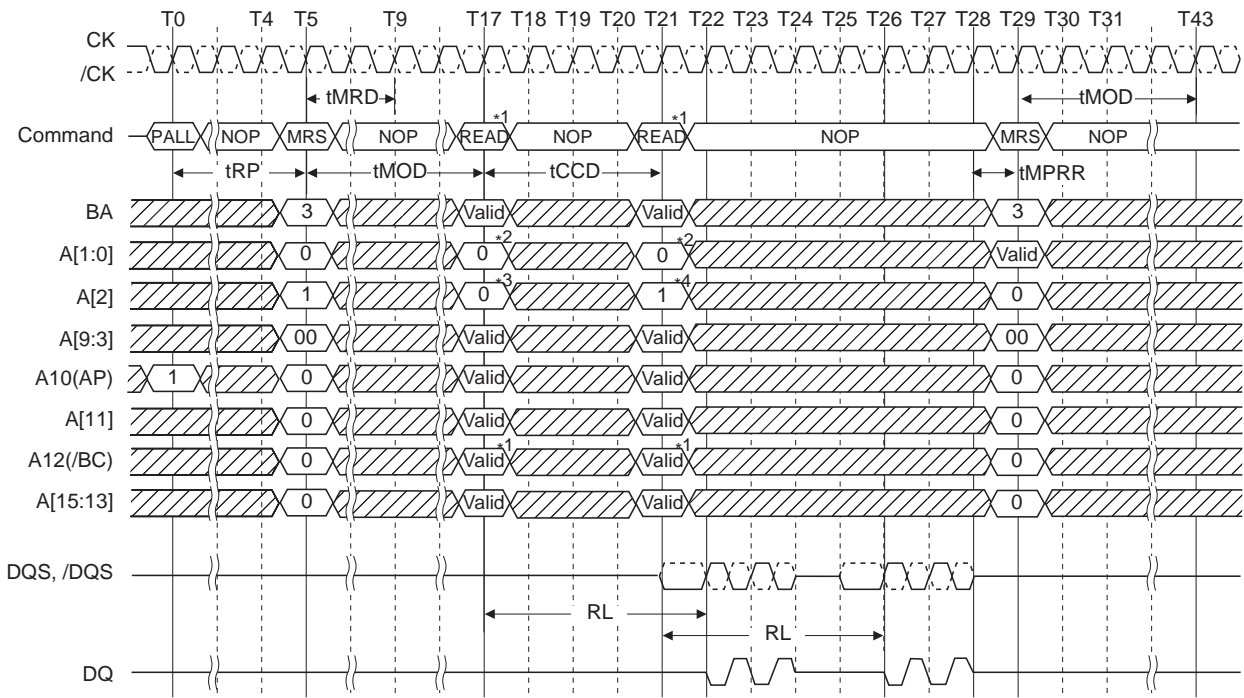 T0 T4 T5 T9 T17 T18 T19 T20 T21 T22 T23 T24 T25 T26 T27 T28 T29 T30 T31 T43
CK
/CK
tMRD tMOD
*1 *1
Command PALL NOP MRS NOP READ NOP READ NOP MRS NOP
tRP tMOD tCCD tMPRR
BA 3 Valid Valid 3
A[1:0] 0 0 *2 0 *2 Valid
A[2] 1 0 *3 1 *4 0
A[9:3] 00 Valid Valid 00
A10(AP) 1 0 Valid Valid 0
A[11] 0 Valid Valid 0
A12(/BC) 0 Valid *1 Valid *1 0
A[15:13] 0 Valid Valid 0
DQS, /DQS
RL
RL
DQ